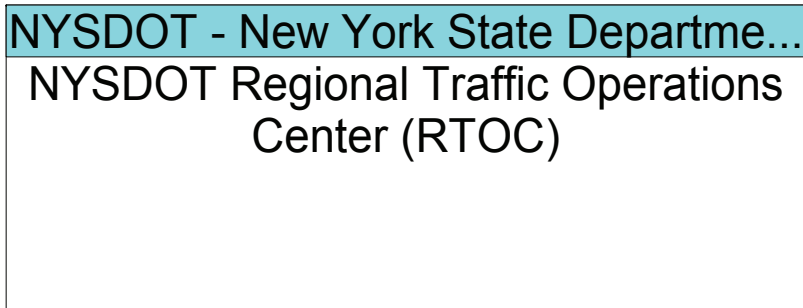 NYSDOT - New York State Departme...
NYSDOT Regional Traffic Operations
Center (RTOC)